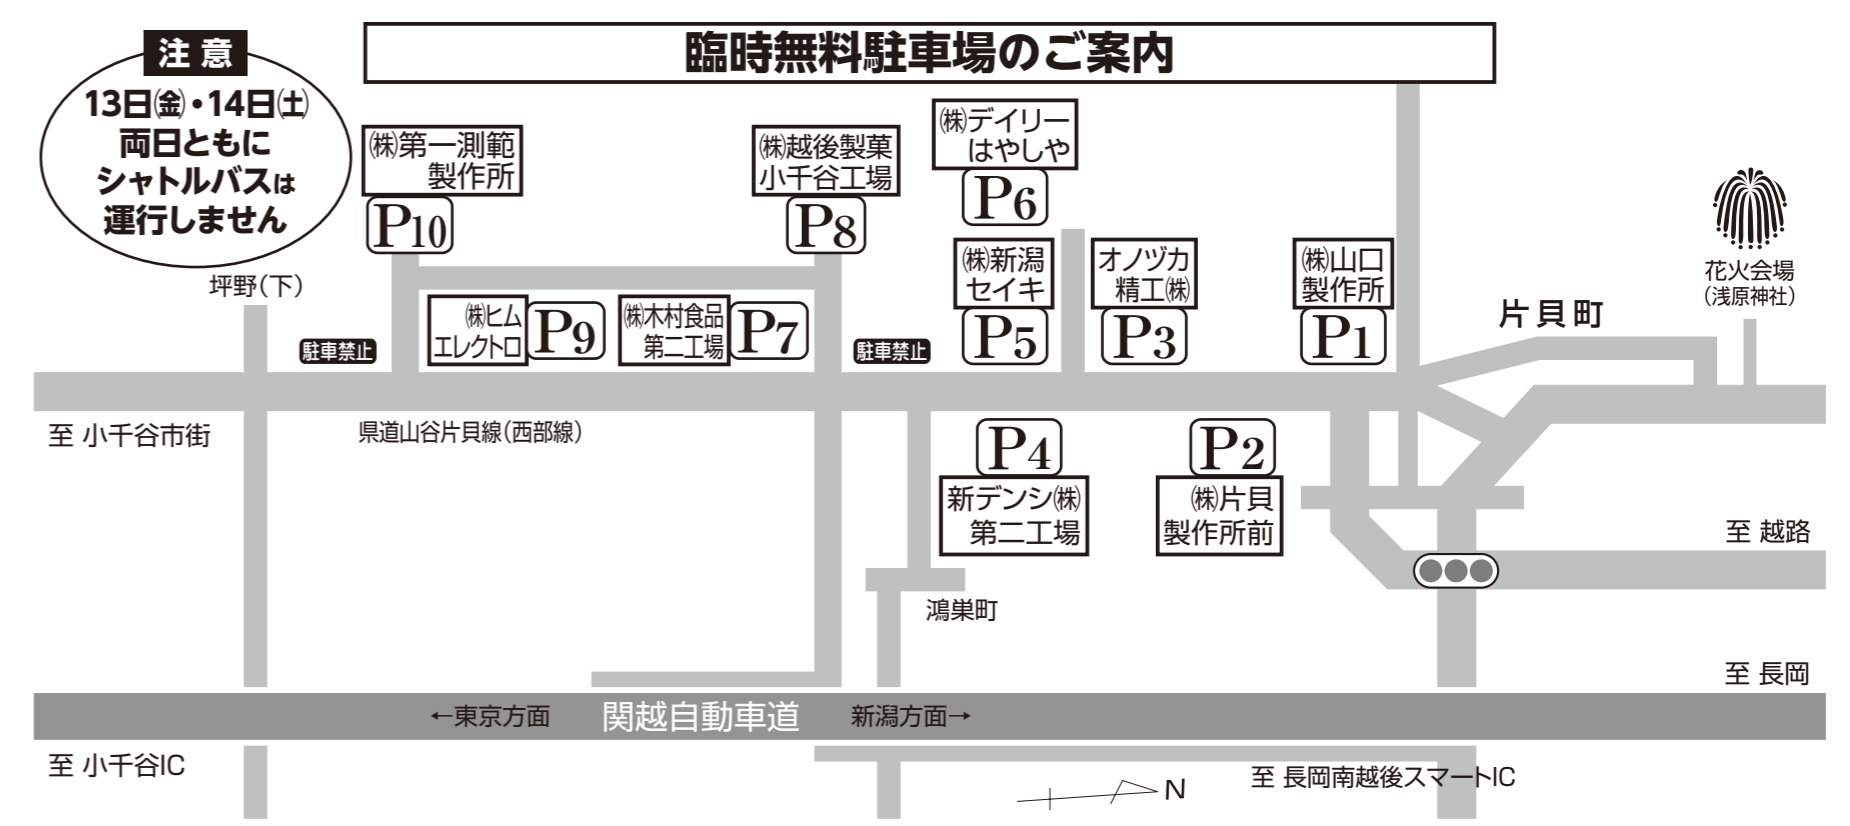 臨時無料駐車場のご案内
注意
13日㈮・14日㈯
両日ともに
シャトルバスは
運行しません
㈱第一測範
製作所
P10
㈱越後製菓
小千谷工場
P8
㈱デイリー
はやしや
P6
㈱新潟
セイキ
P5
オノヅカ
精工㈱
P3
㈱山口
製作所
P1
花火会場
（浅原神社）
片貝町
坪野（下）
駐車禁止
㈱ヒム
エレクトロ
P9
㈱木村食品
第二工場
P7
駐車禁止
至 小千谷市街
県道山谷片貝線（西部線）
P4
新デンシ㈱
第二工場
P2
㈱片貝
製作所前
至 越路
鴻巣町
至 長岡
←東京方面
関越自動車道
新潟方面→
至 小千谷IC
至 長岡南越後スマートIC
N